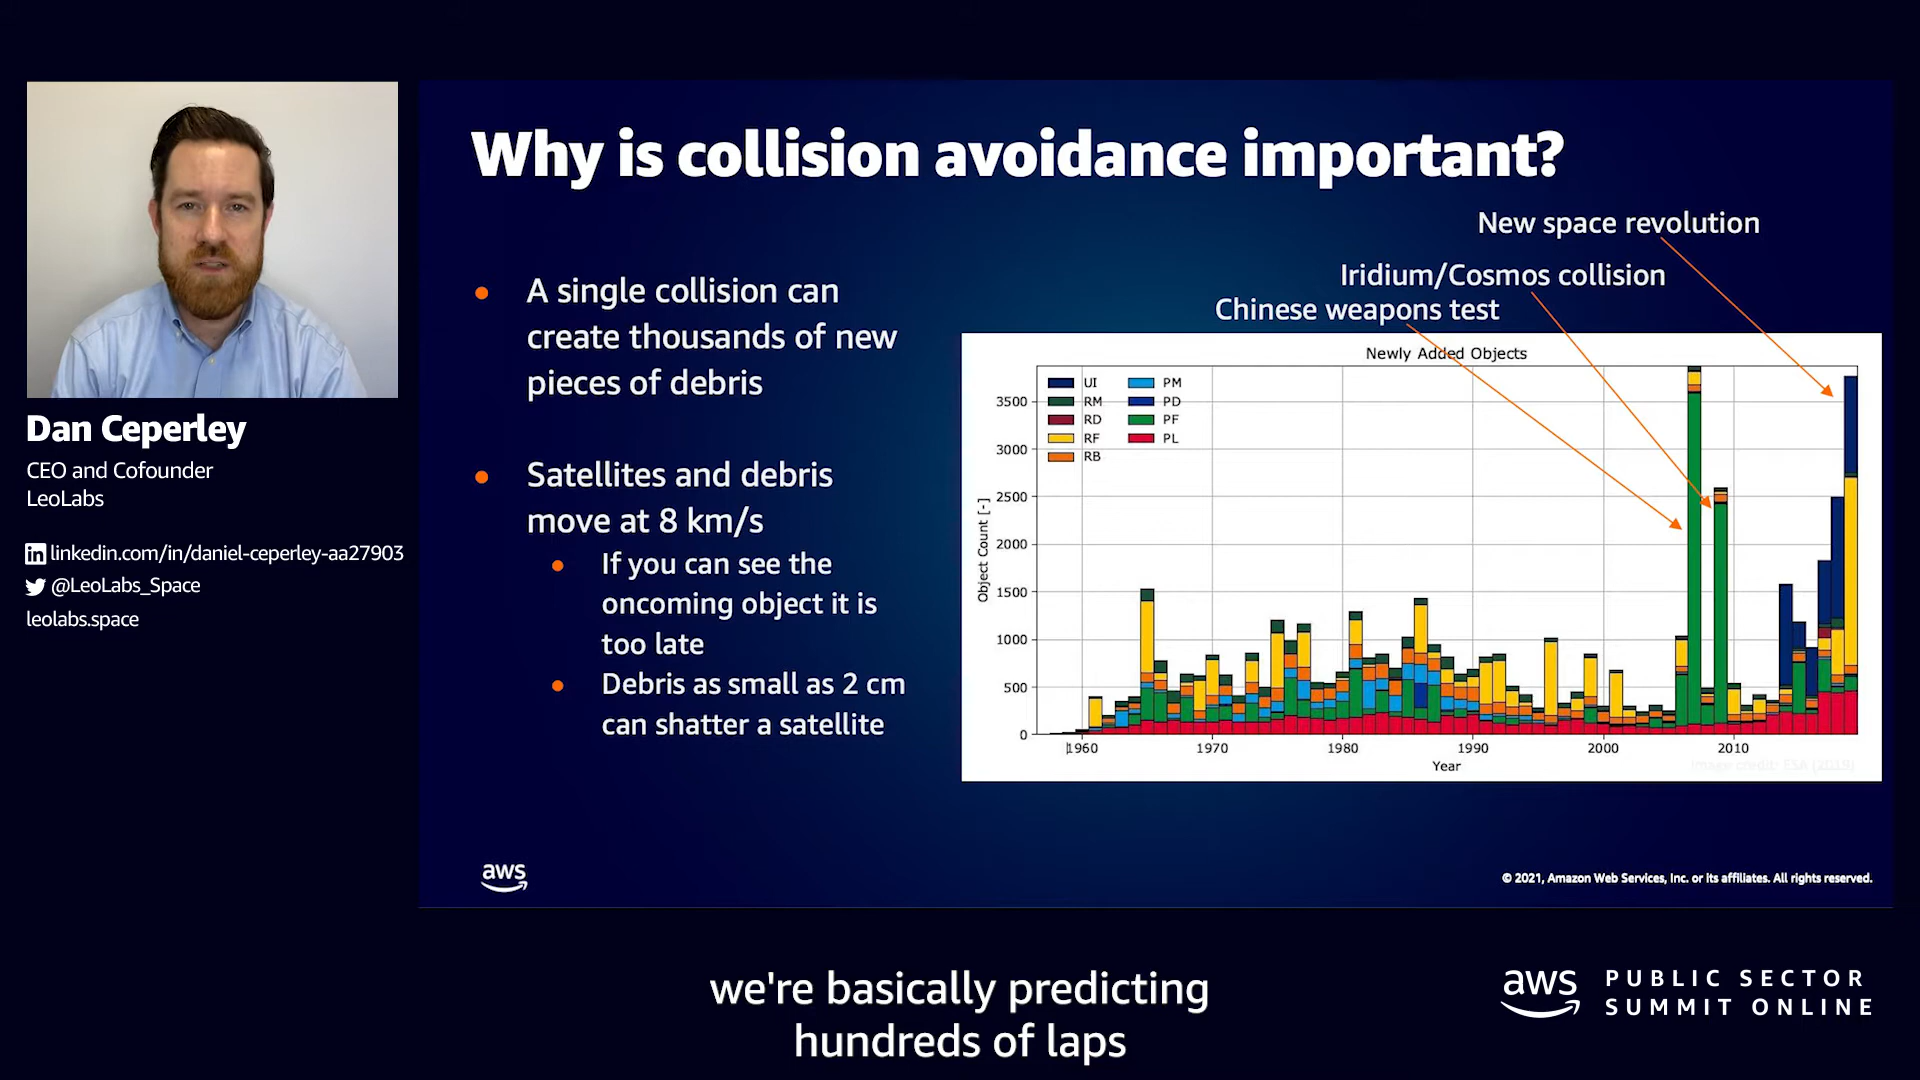 Why is collision avoidance important?
New space revolution
Iridium/Cosmos collision
Chinese weapons test
A single collision can
create thousands of new
pieces of debris
Satellites and debris
move at 8 km/s
If you can see the
oncoming object it is
too late
Debris as small as 2 cm
can shatter a satellite
Newly Added Objects
UI
RM
RD
RF
RB
PM
PD
PF
PL
Object Count [-]
3500
3000
2500
2000
1500
1000
500
0
1960
1970
1980
1990
2000
2010
Year
Image credit: ESA (2019)
Dan Ceperley
CEO and Cofounder
LeoLabs
in linkedin.com/in/daniel-ceperley-aa27903
@LeoLabs_Space
leolabs.space
aws
© 2021, Amazon Web Services, Inc. or its affiliates. All rights reserved.
we're basically predicting
hundreds of laps
aws
PUBLIC SECTOR
SUMMIT ONLINE